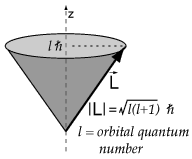 z
l ℏ
L
|L| = √l(l+1) ℏ
l = orbital quantum
number